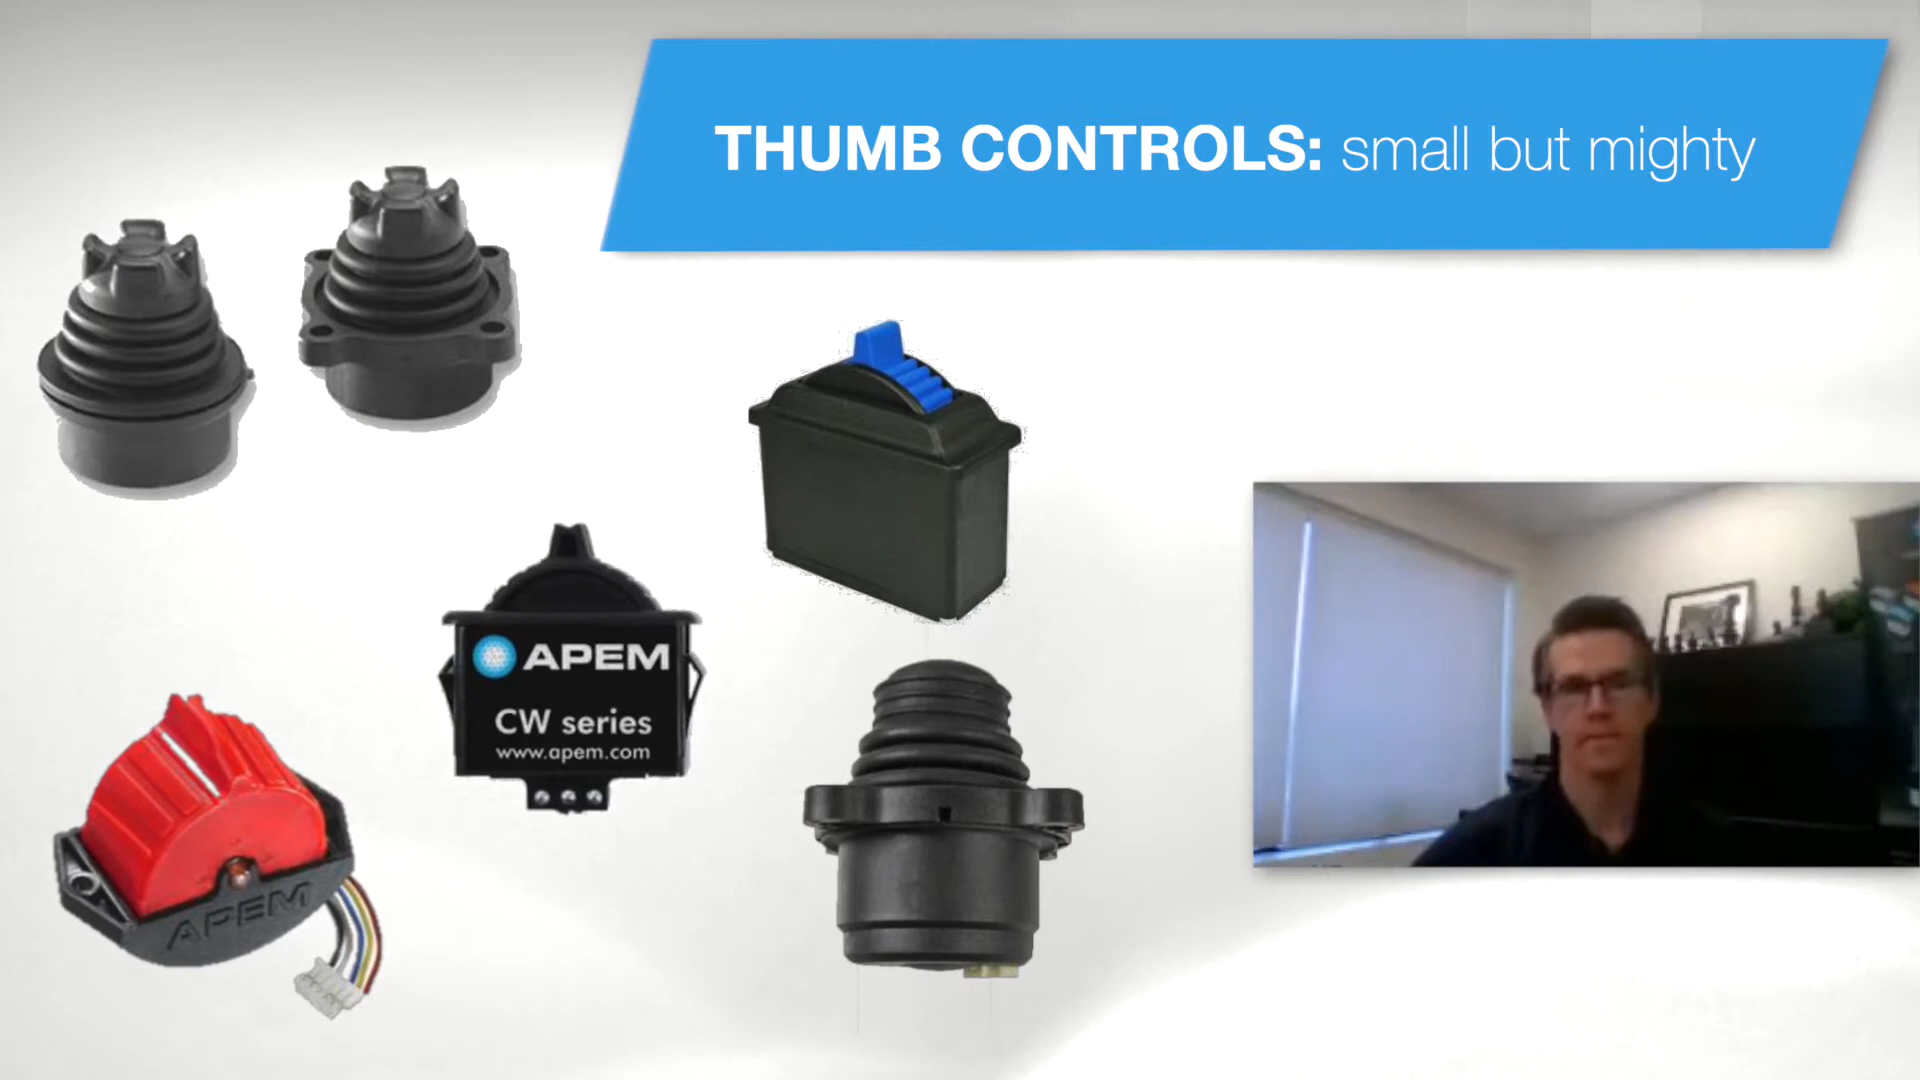 THUMB CONTROLS: small but mighty
APEM
CW series
www.apem.com
APEM